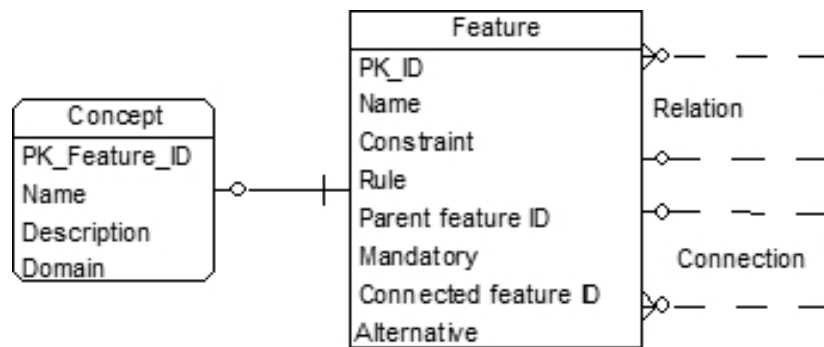 Concept
PK_Feature_ID
Name
Description
Domain
Feature
PK_ID
Name
Constraint
Rule
Parent feature ID
Mandatory
Connected feature ID
Alternative
Relation
Connection